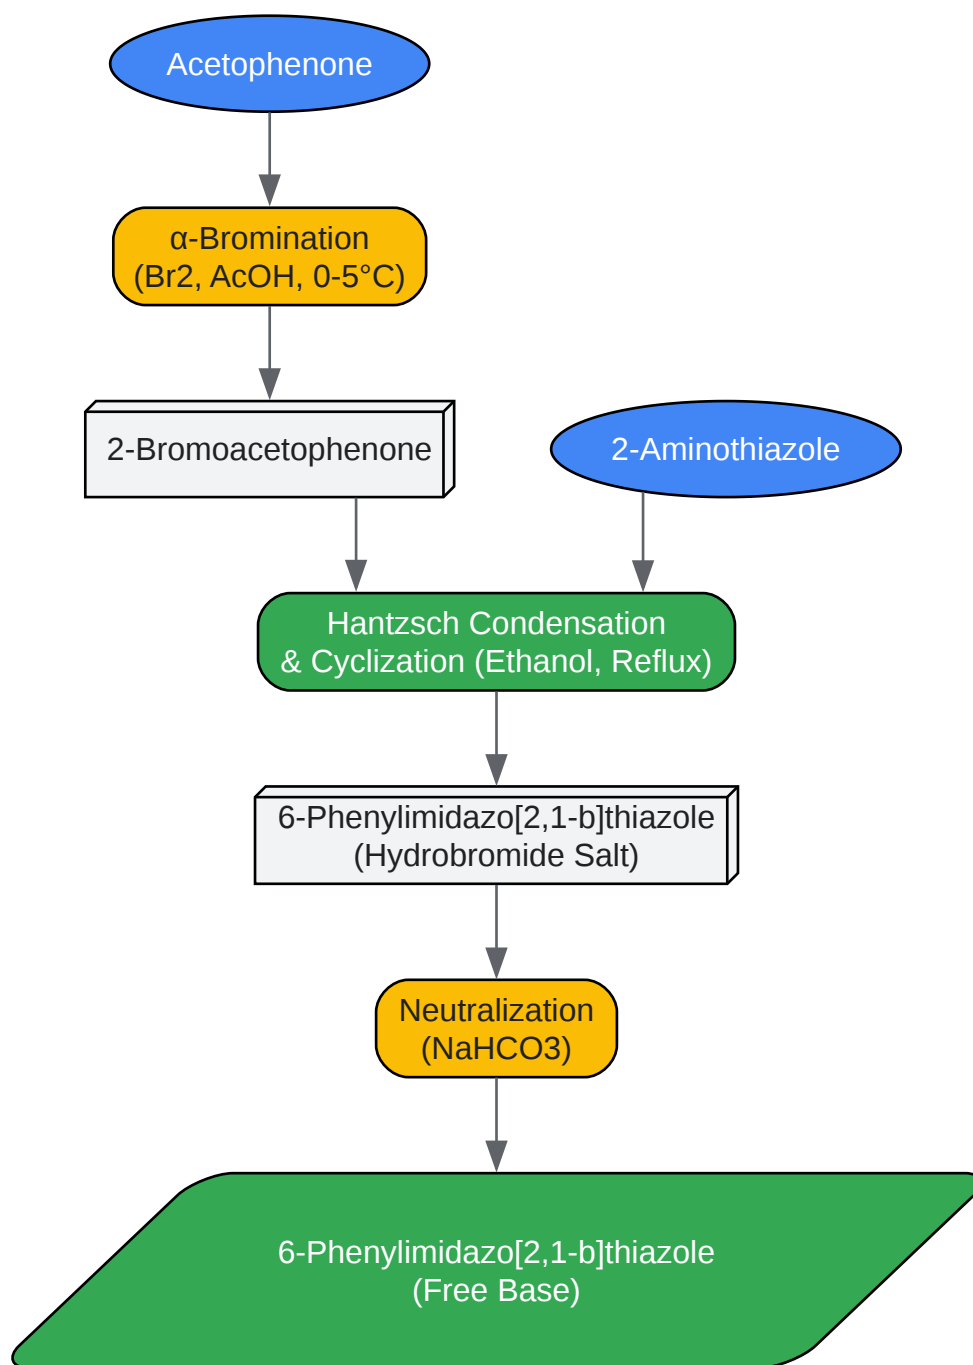 Acetophenone
α-Bromination
(Br2, AcOH, 0-5°C)
2-Bromoacetophenone
2-Aminothiazole
Hantzsch Condensation
& Cyclization (Ethanol, Reflux)
6-Phenylimidazo[2,1-b]thiazole
(Hydrobromide Salt)
Neutralization
(NaHCO3)
6-Phenylimidazo[2,1-b]thiazole
(Free Base)